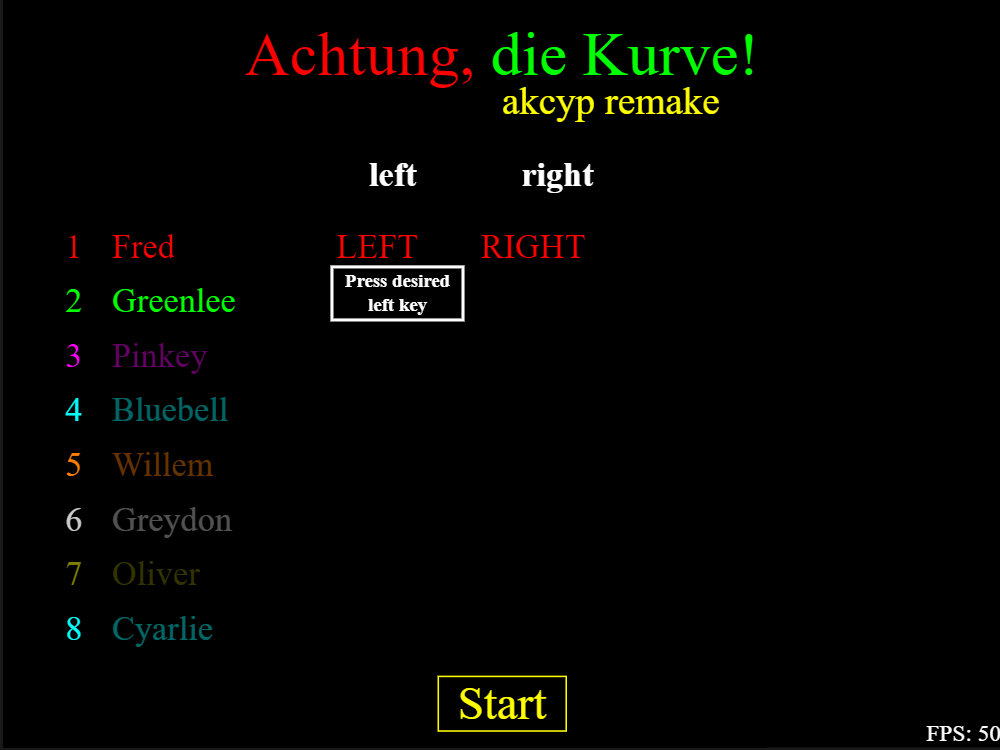 Achtung, die Kurve!
akcyp remake
left right
1 Fred LEFT RIGHT
Press desired
left key
2 Greenlee
3 Pinkey
4 Bluebell
5 Willem
6 Greydon
7 Oliver
8 Cyarlie
Start
FPS: 50